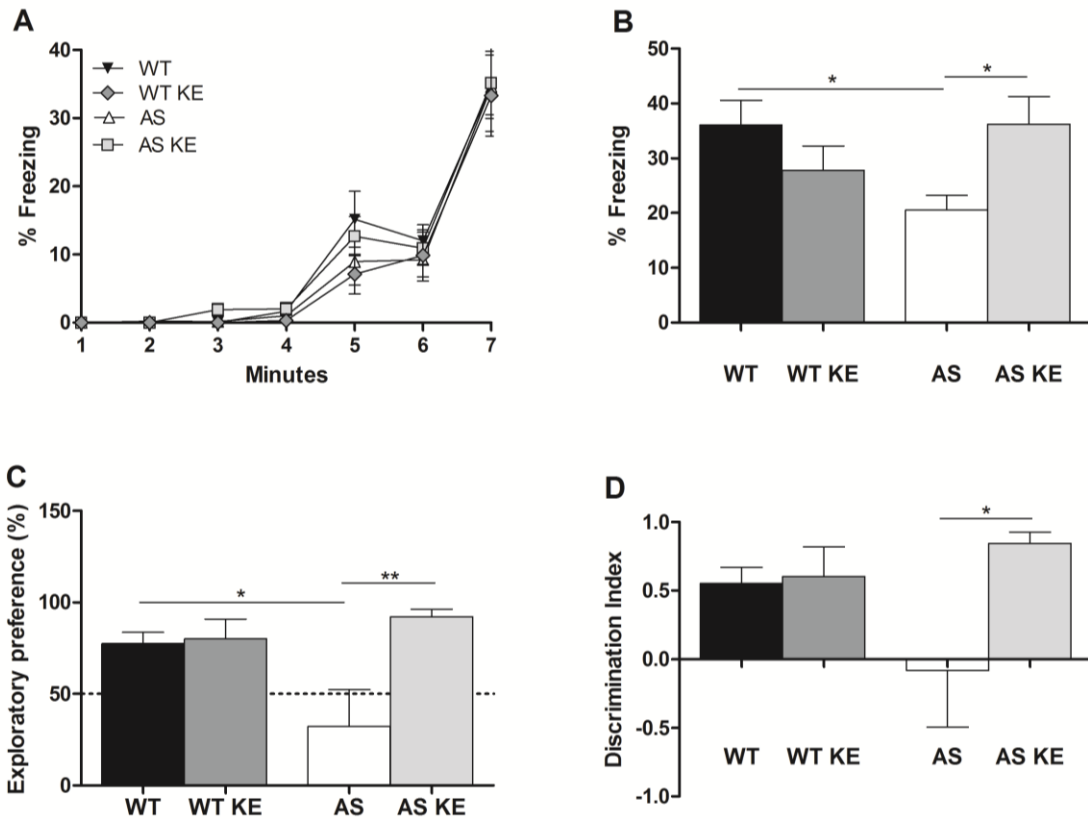 A
% Freezing
40
30
20
10
0
WT
WT KE
AS
AS KE
1 2 3 4 5 6 7
Minutes
B
% Freezing
50
40
30
20
10
0
*
*
WT WT KE AS AS KE
C
Exploratory preference (%)
150
100
50
0
*
**
WT WT KE AS AS KE
D
Discrimination Index
1.0
0.5
0.0
-0.5
-1.0
*
WT WT KE AS AS KE